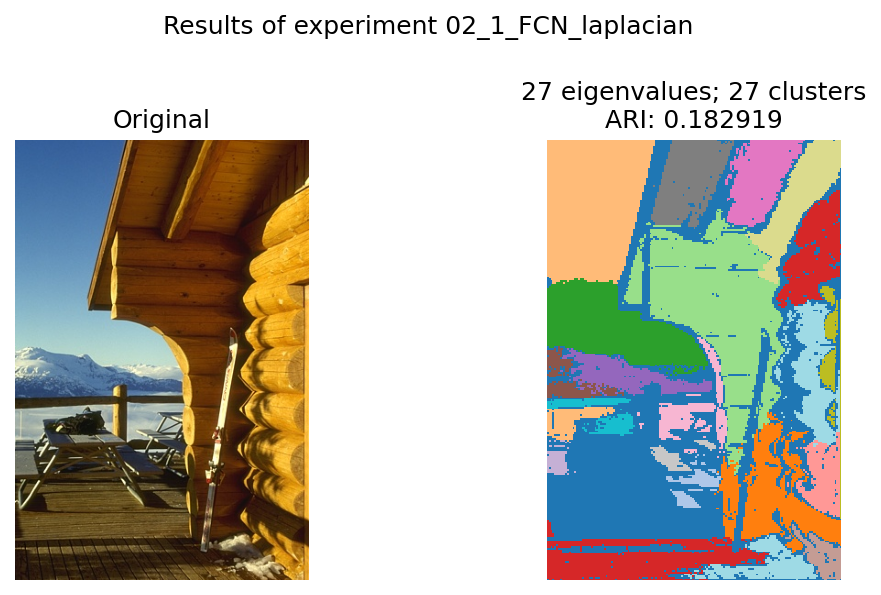 Results of experiment 02_1_FCN_laplacian
Original
27 eigenvalues; 27 clusters
ARI: 0.182919